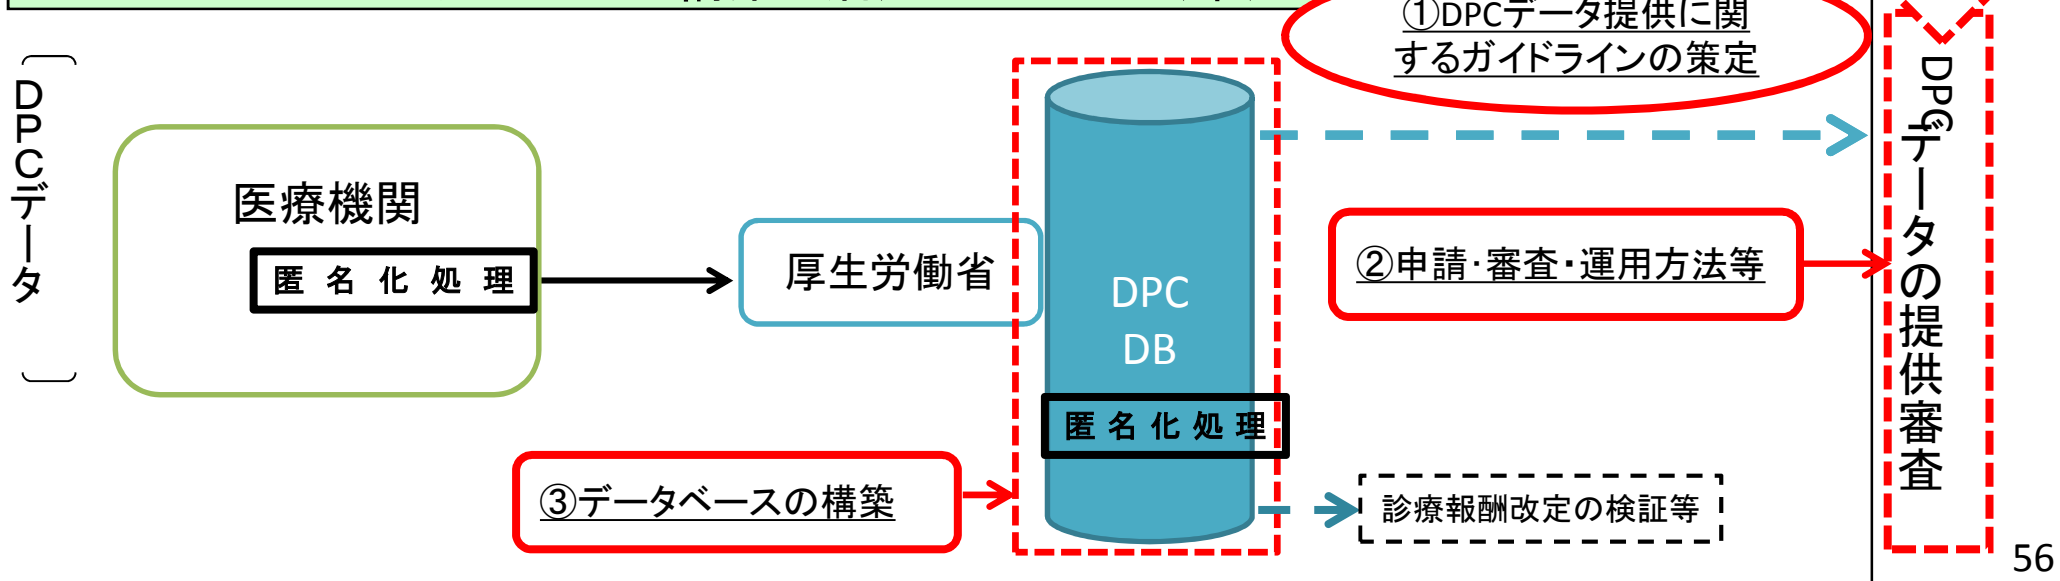 ①DPCデータ提供に関
するガイドラインの策定
DPCデータ
医療機関
匿名化処理
厚生労働省
DPC
DB
匿名化処理
②申請・審査・運用方法等
③データベースの構築
診療報酬改定の検証等
DPCデータの提供審査
56